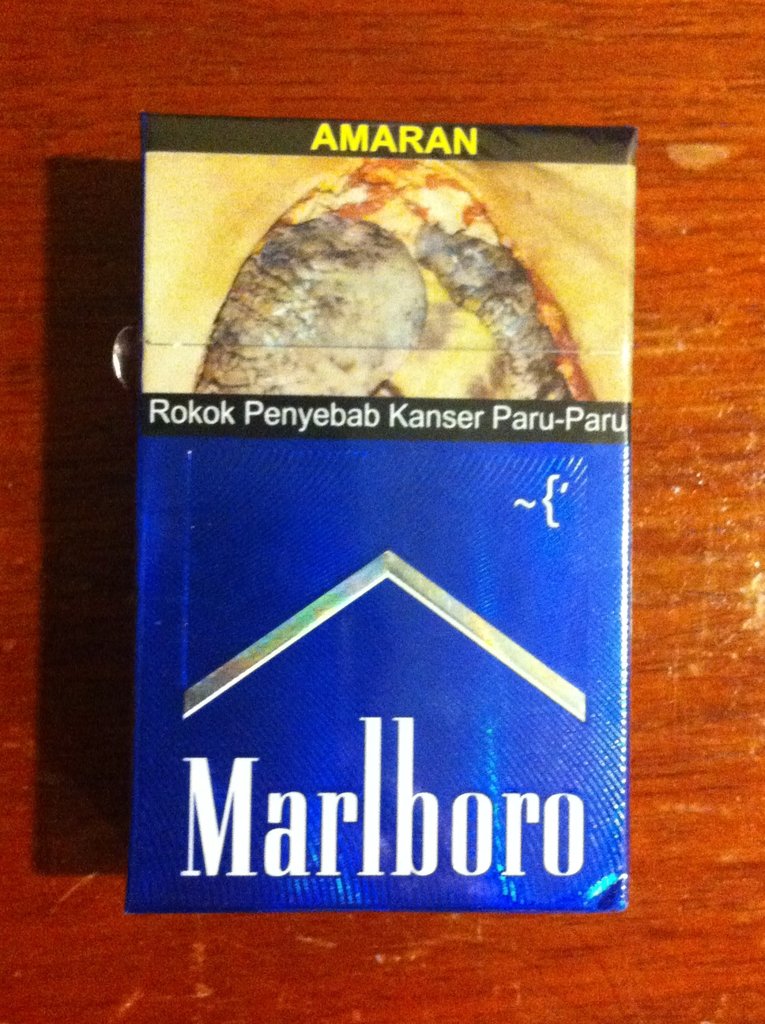 AMARAN
Rokok Penyebab Kanser Paru-Paru
~{'
Marlboro